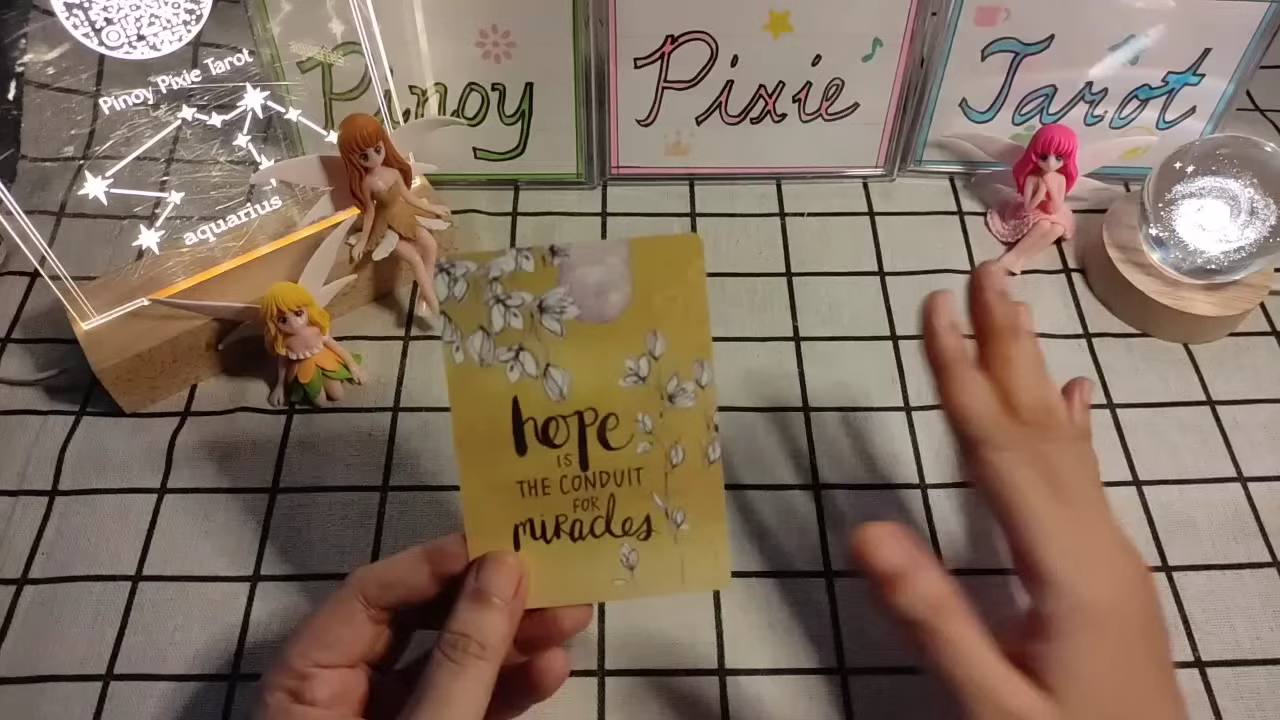 Pinoy Pixie Tarot
aquarius
Pinoy
Pixie
Tarot
hope
IS
THE CONDUIT
FOR
miracles